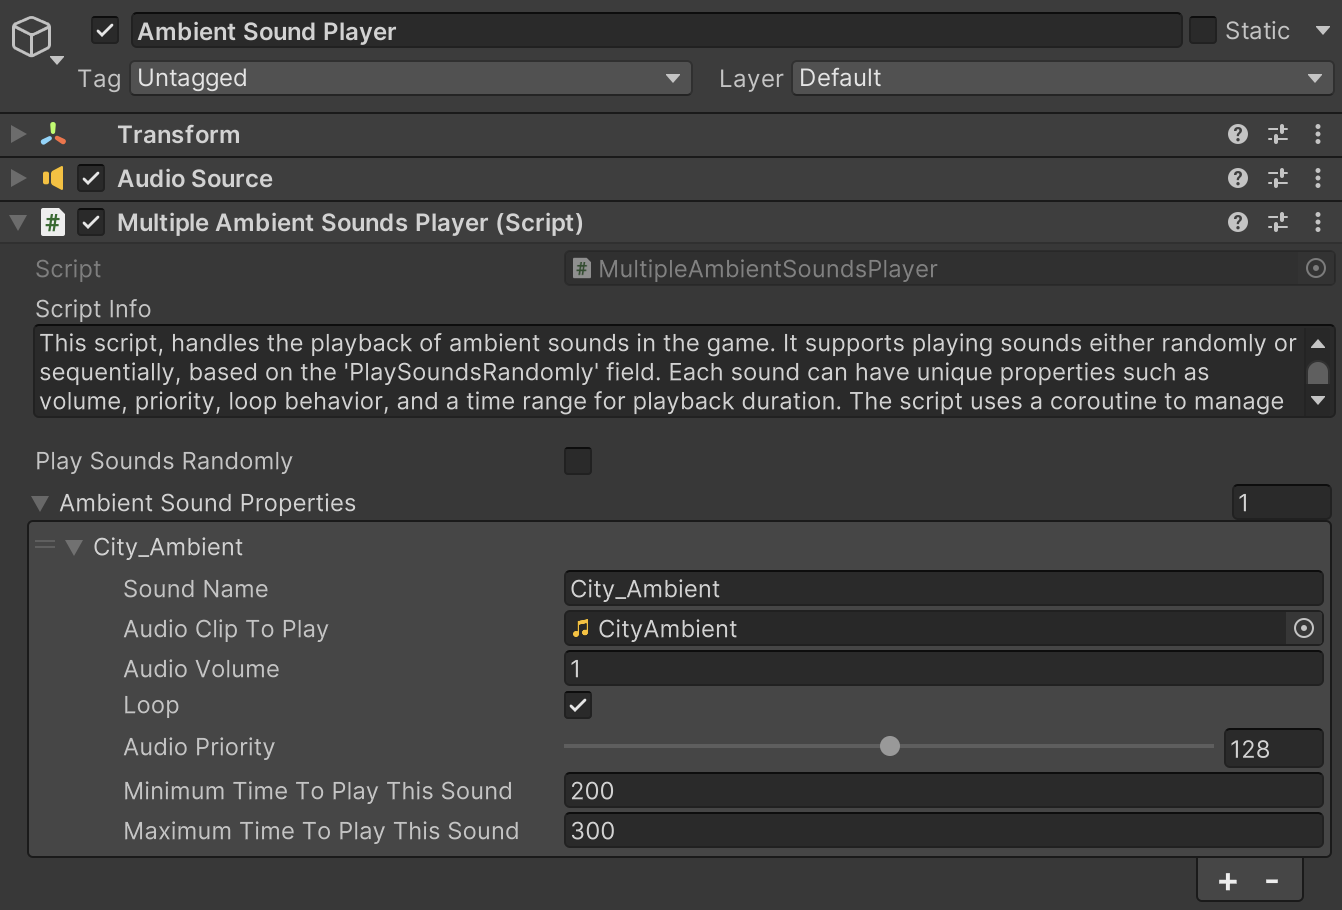 Ambient Sound Player
Static
Tag Untagged Layer Default
Transform
Audio Source
# Multiple Ambient Sounds Player (Script)
Script # MultipleAmbientSoundsPlayer
Script Info
This script, handles the playback of ambient sounds in the game. It supports playing sounds either randomly or
sequentially, based on the 'PlaySoundsRandomly' field. Each sound can have unique properties such as
volume, priority, loop behavior, and a time range for playback duration. The script uses a coroutine to manage
Play Sounds Randomly
Ambient Sound Properties 1
City_Ambient
Sound Name City_Ambient
Audio Clip To Play CityAmbient
Audio Volume 1
Loop
Audio Priority 128
Minimum Time To Play This Sound 200
Maximum Time To Play This Sound 300
+ -